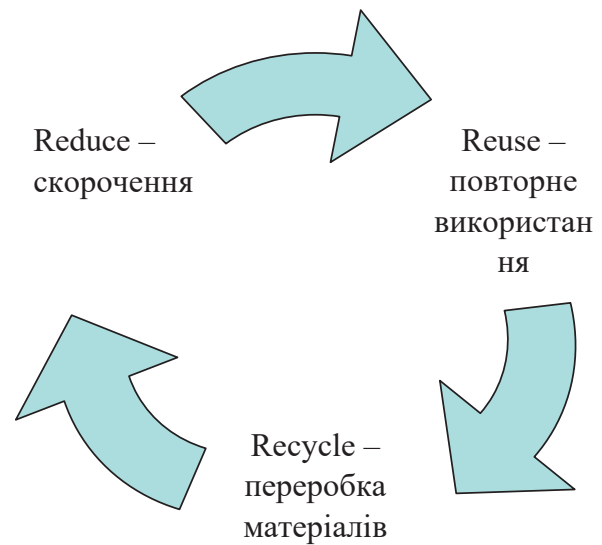 Reduce –
скорочення
Reuse –
повторне
використан
ня
Recycle –
переробка
матеріалів